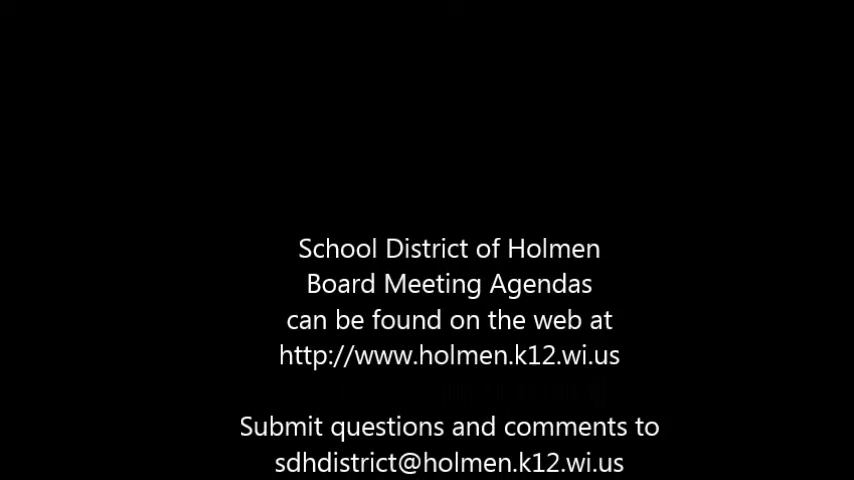 School District of Holmen
Board Meeting Agendas
can be found on the web at
http://www.holmen.k12.wi.us
Submit questions and comments to
sdhdistrict@holmen.k12.wi.us